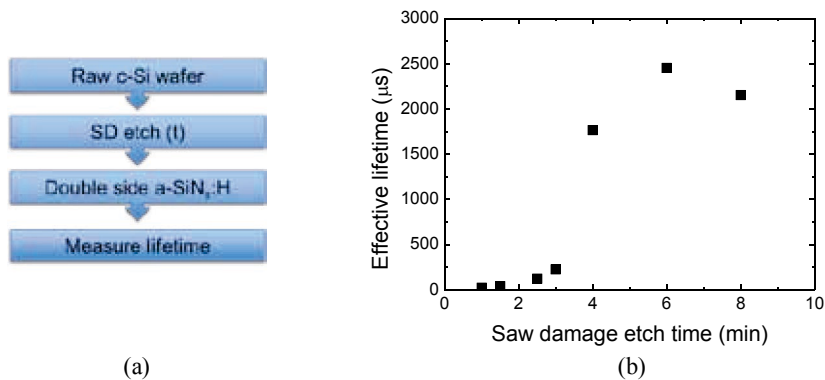 Raw c-Si wafer
SD etch (t)
Double side a-SiNx:H
Measure lifetime
(a)
Effective lifetime (μs)
3000
2500
2000
1500
1000
500
0
0 2 4 6 8 10
Saw damage etch time (min)
(b)